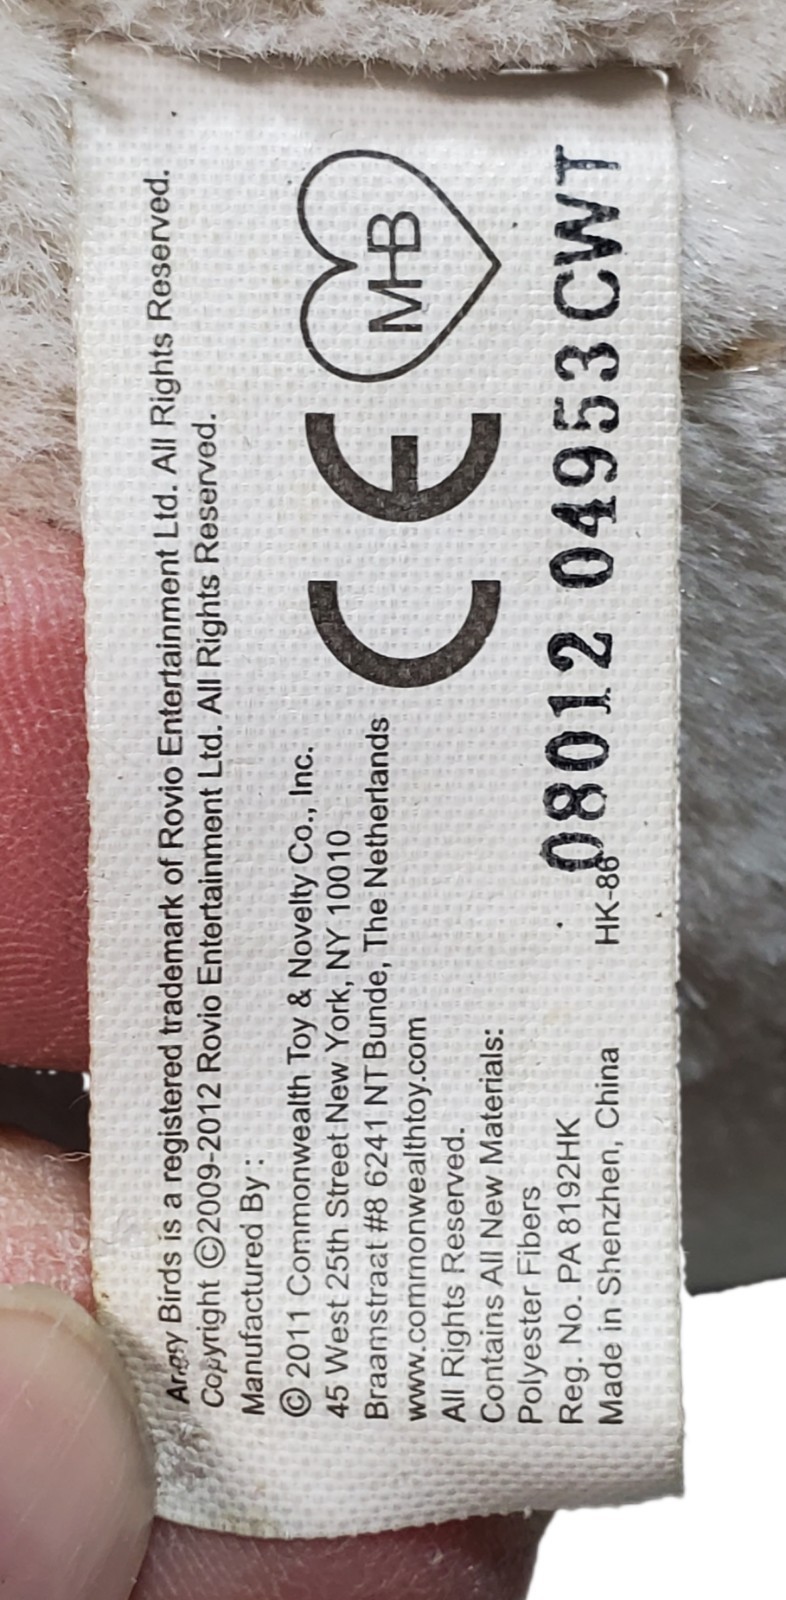 Angry Birds is a registered trademark of Rovio Entertainment Ltd. All Rights Reserved.
Copyright ©2009-2012 Rovio Entertainment Ltd. All Rights Reserved.
Manufactured By :
© 2011 Commonwealth Toy & Novelty Co., Inc.
45 West 25th Street New York, NY 10010
Braamstraat #8 6241 NT Bunde, The Netherlands
www.commonwealthtoy.com
All Rights Reserved.
Contains All New Materials:
Polyester Fibers
Reg. No. PA 8192HK
Made in Shenzhen, China
HK-86
CE
M-B
08012 04953 CWT